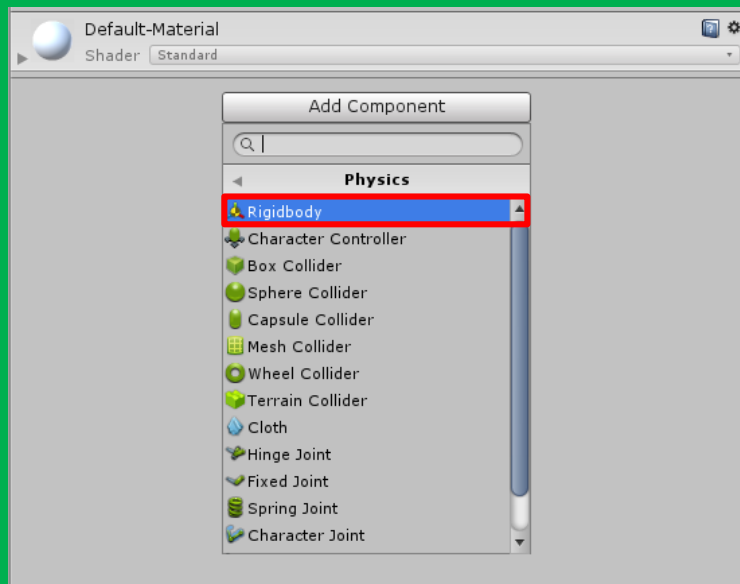 Default-Material
Shader Standard
Add Component
Physics
Rigidbody
Character Controller
Box Collider
Sphere Collider
Capsule Collider
Mesh Collider
Wheel Collider
Terrain Collider
Cloth
Hinge Joint
Fixed Joint
Spring Joint
Character Joint